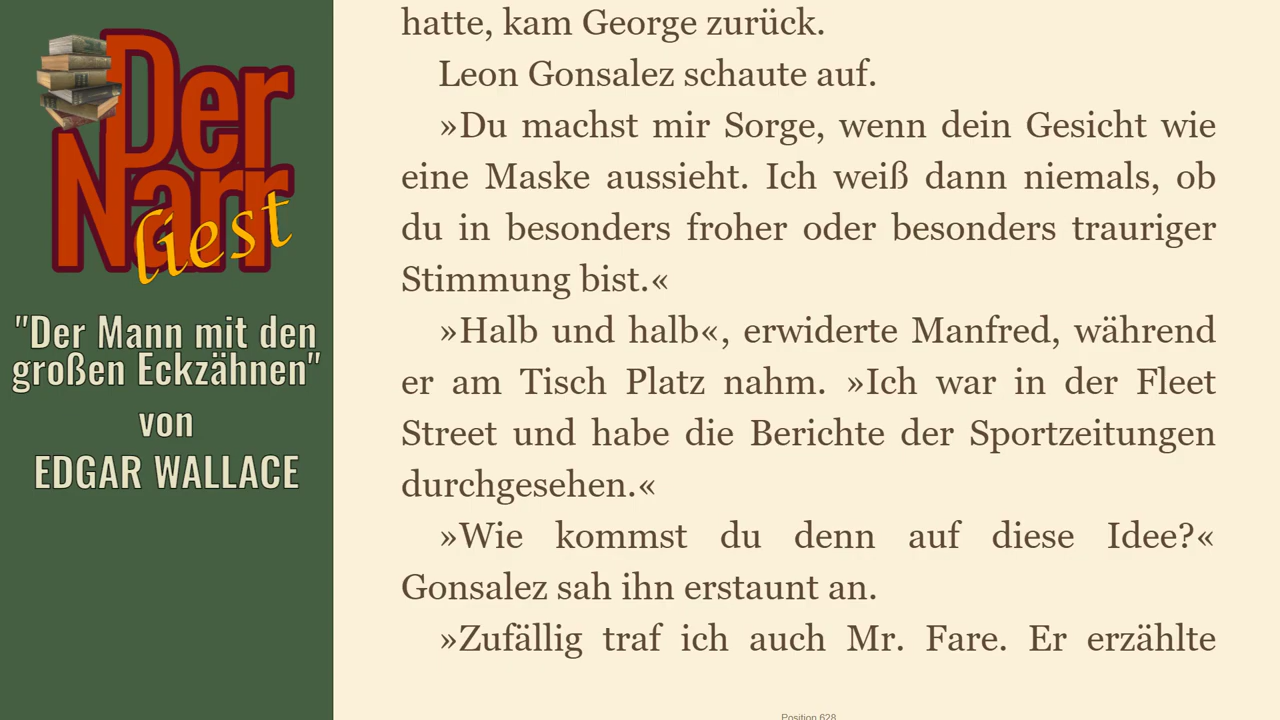 Der
Narr
liest
"Der Mann mit den
großen Eckzähnen"
von
EDGAR WALLACE
hatte, kam George zurück.
Leon Gonsalez schaute auf.
»Du machst mir Sorge, wenn dein Gesicht wie
eine Maske aussieht. Ich weiß dann niemals, ob
du in besonders froher oder besonders trauriger
Stimmung bist.«
»Halb und halb«, erwiderte Manfred, während
er am Tisch Platz nahm. »Ich war in der Fleet
Street und habe die Berichte der Sportzeitungen
durchgesehen.«
»Wie kommst du denn auf diese Idee?«
Gonsalez sah ihn erstaunt an.
»Zufällig traf ich auch Mr. Fare. Er erzählte
Position 628